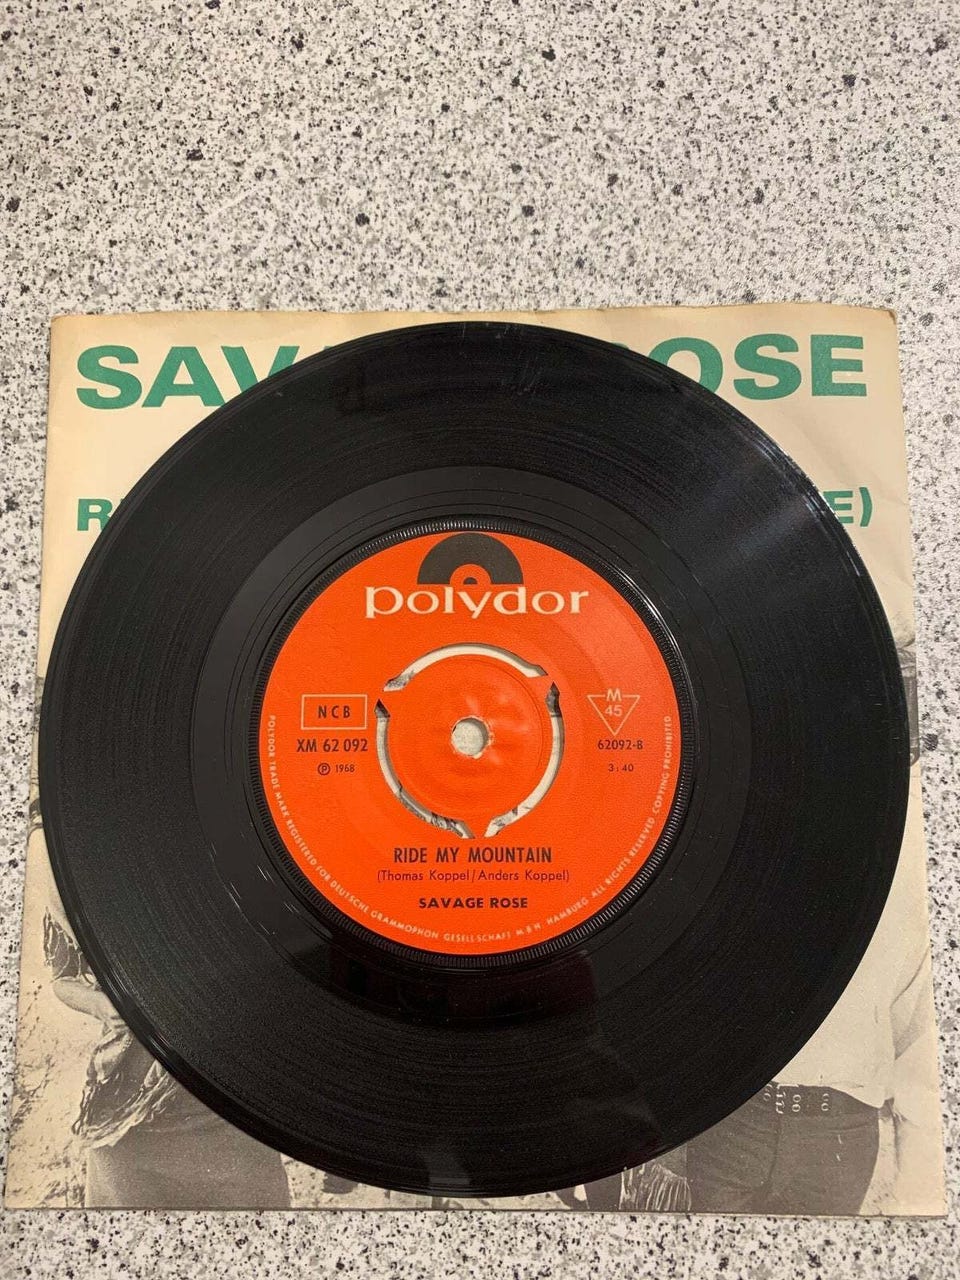 SAV ROSE
R E)
polydor
NCB
XM 62 092
Ⓟ 1968
M
45
62092-B
3:40
RIDE MY MOUNTAIN
(Thomas Koppel/Anders Koppel)
SAVAGE ROSE
POLYDOR TRADE MARK REGISTERED FOR DEUTSCHE GRAMMOPHON GESELLSCHAFT M B H. HAMBURG ALL RIGHTS RESERVED COPYING PROHIBITED